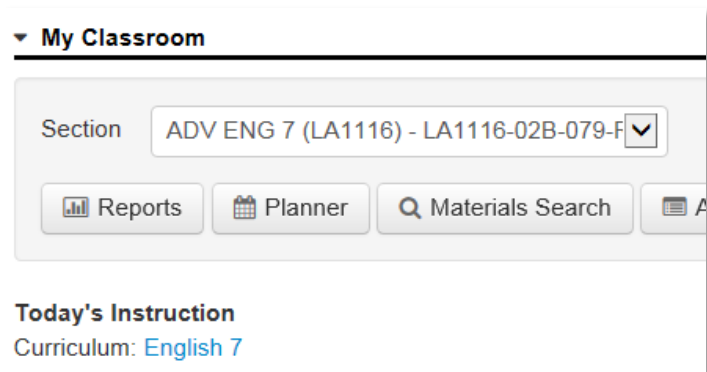 My Classroom
Section ADV ENG 7 (LA1116) - LA1116-02B-079-F
Reports Planner Materials Search A
Today's Instruction
Curriculum: English 7